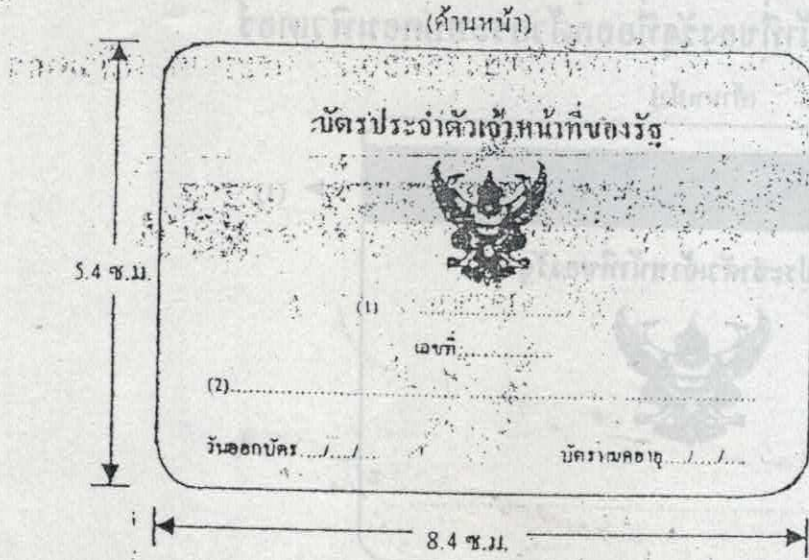 (ด้านหน้า)
บัตรประจำตัวเจ้าหน้าที่ของรัฐ
5.4 ซ.ม.
(1)....................
เลขที่....................
(2)....................
วันออกบัตร..../..../....
บัตรหมดอายุ..../..../....
8.4 ซ.ม.